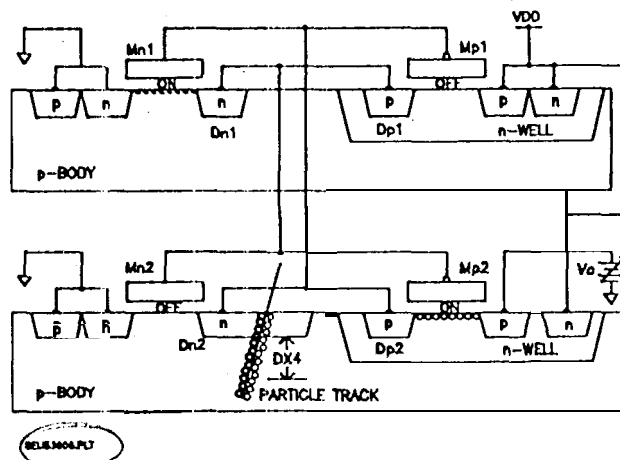 VDD
Mn1 Mp1
ON OFF
p n n p p n
Dn1 Dp1 n-WELL
p-BODY
Mn2 Mp2 Va
OFF ON
p n n p p n
Dn2 DX4 Dp2 n-WELL
p-BODY PARTICLE TRACK